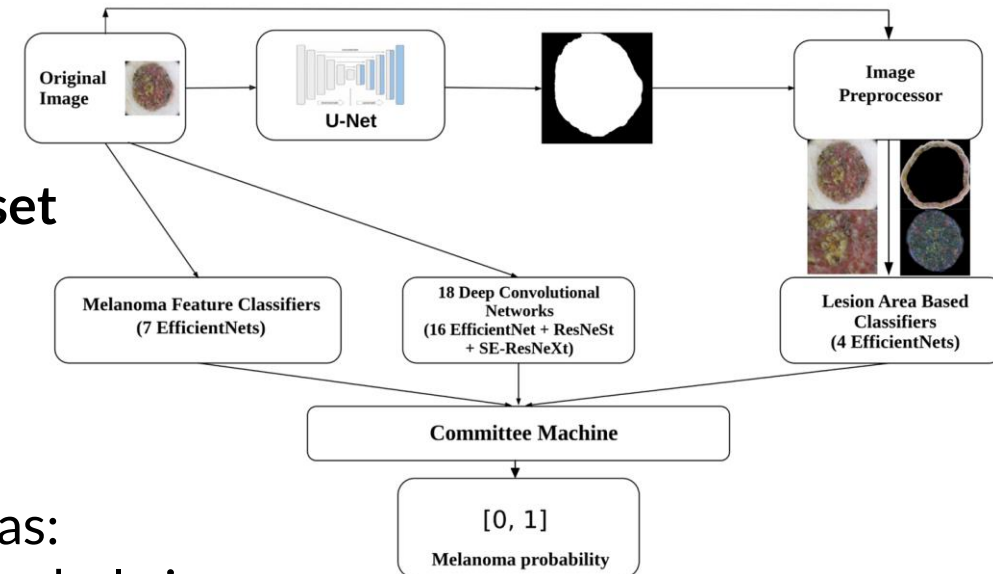 Original
Image
U-Net
Image
Preprocessor
set
Melanoma Feature Classifiers
(7 EfficientNets)
18 Deep Convolutional
Networks
(16 EfficientNet + ResNeSt
+ SE-ResNeXt)
Lesion Area Based
Classifiers
(4 EfficientNets)
Committee Machine
as:
[0, 1]
Melanoma probability